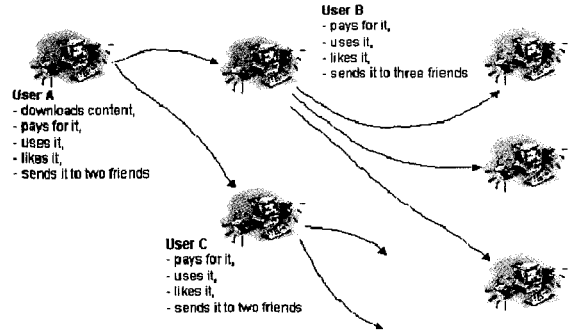 User B
- pays for it,
- uses it,
- likes it,
- sends it to three friends
User A
- downloads content,
- pays for it,
- uses it,
- likes it,
- sends it to two friends
User C
- pays for it,
- uses it,
- likes it,
- sends it to two friends